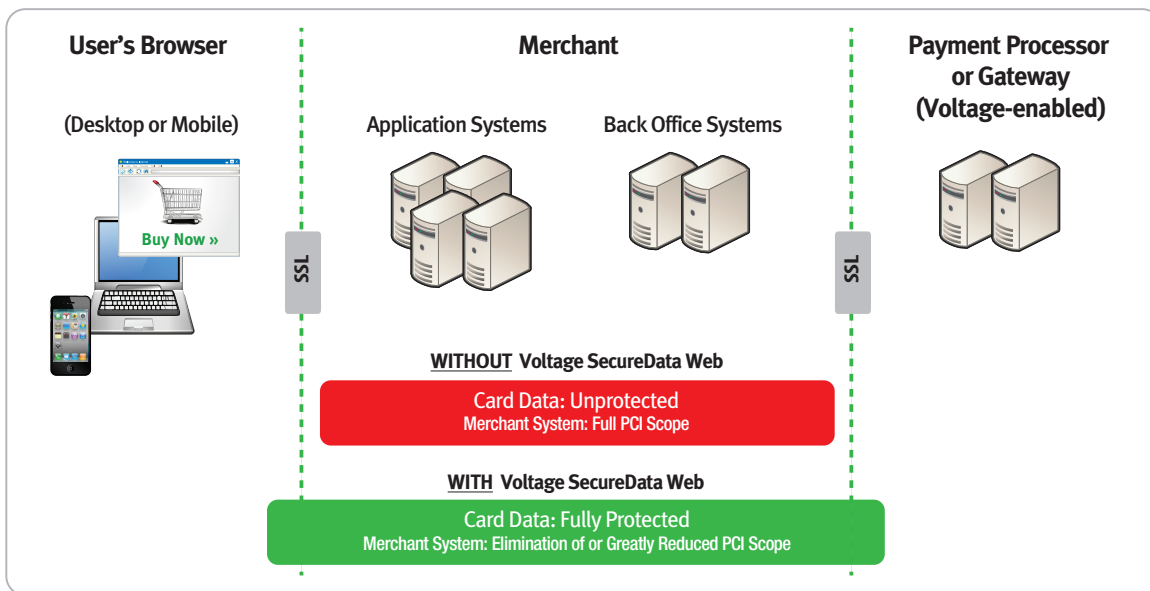 User's Browser
Merchant
Payment Processor
or Gateway
(Voltage-enabled)
(Desktop or Mobile)
Application Systems
Back Office Systems
Buy Now »
SSL
SSL
WITHOUT Voltage SecureData Web
Card Data: Unprotected
Merchant System: Full PCI Scope
WITH Voltage SecureData Web
Card Data: Fully Protected
Merchant System: Elimination of or Greatly Reduced PCI Scope